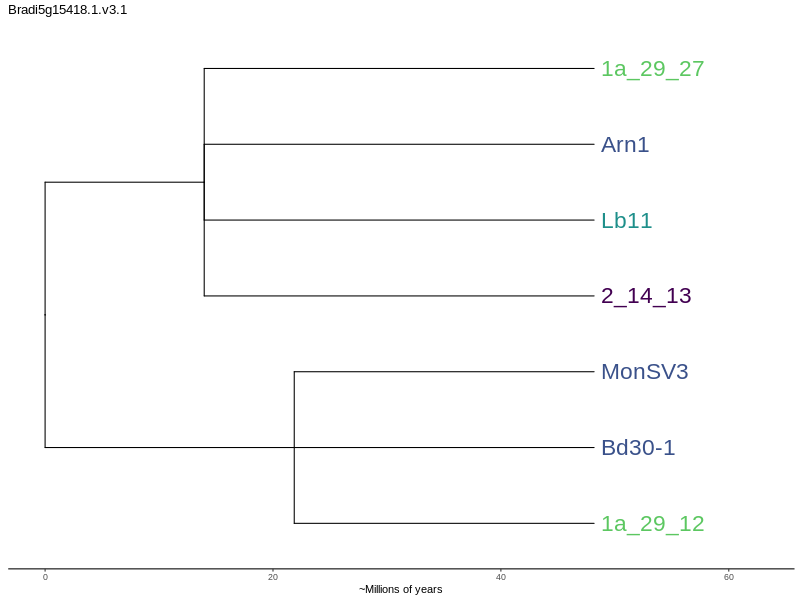 Bradi5g15418.1.v3.1
1a_29_27
Arn1
Lb11
2_14_13
MonSV3
Bd30-1
1a_29_12
0 20 40 60
~Millions of years